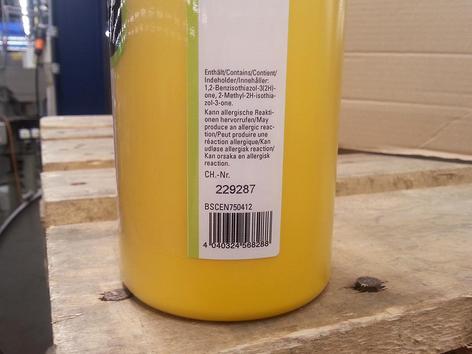 Enthält/Contains/Contient/
Indeholder/Innehåller:
1,2-Benzisothiazol-3(2H)-
one, 2-Methyl-2H-isothia-
zol-3-one.
Kann allergische Reakti-
onen hervorrufen/May
produce an allergic reac-
tion/Peut produire une
réaction allergique/Kan
udløse allergisk reaction/
Kan orsaka en allergisk
reaction.
CH.-Nr.
229287
BSCEN750412
4 040324 568288